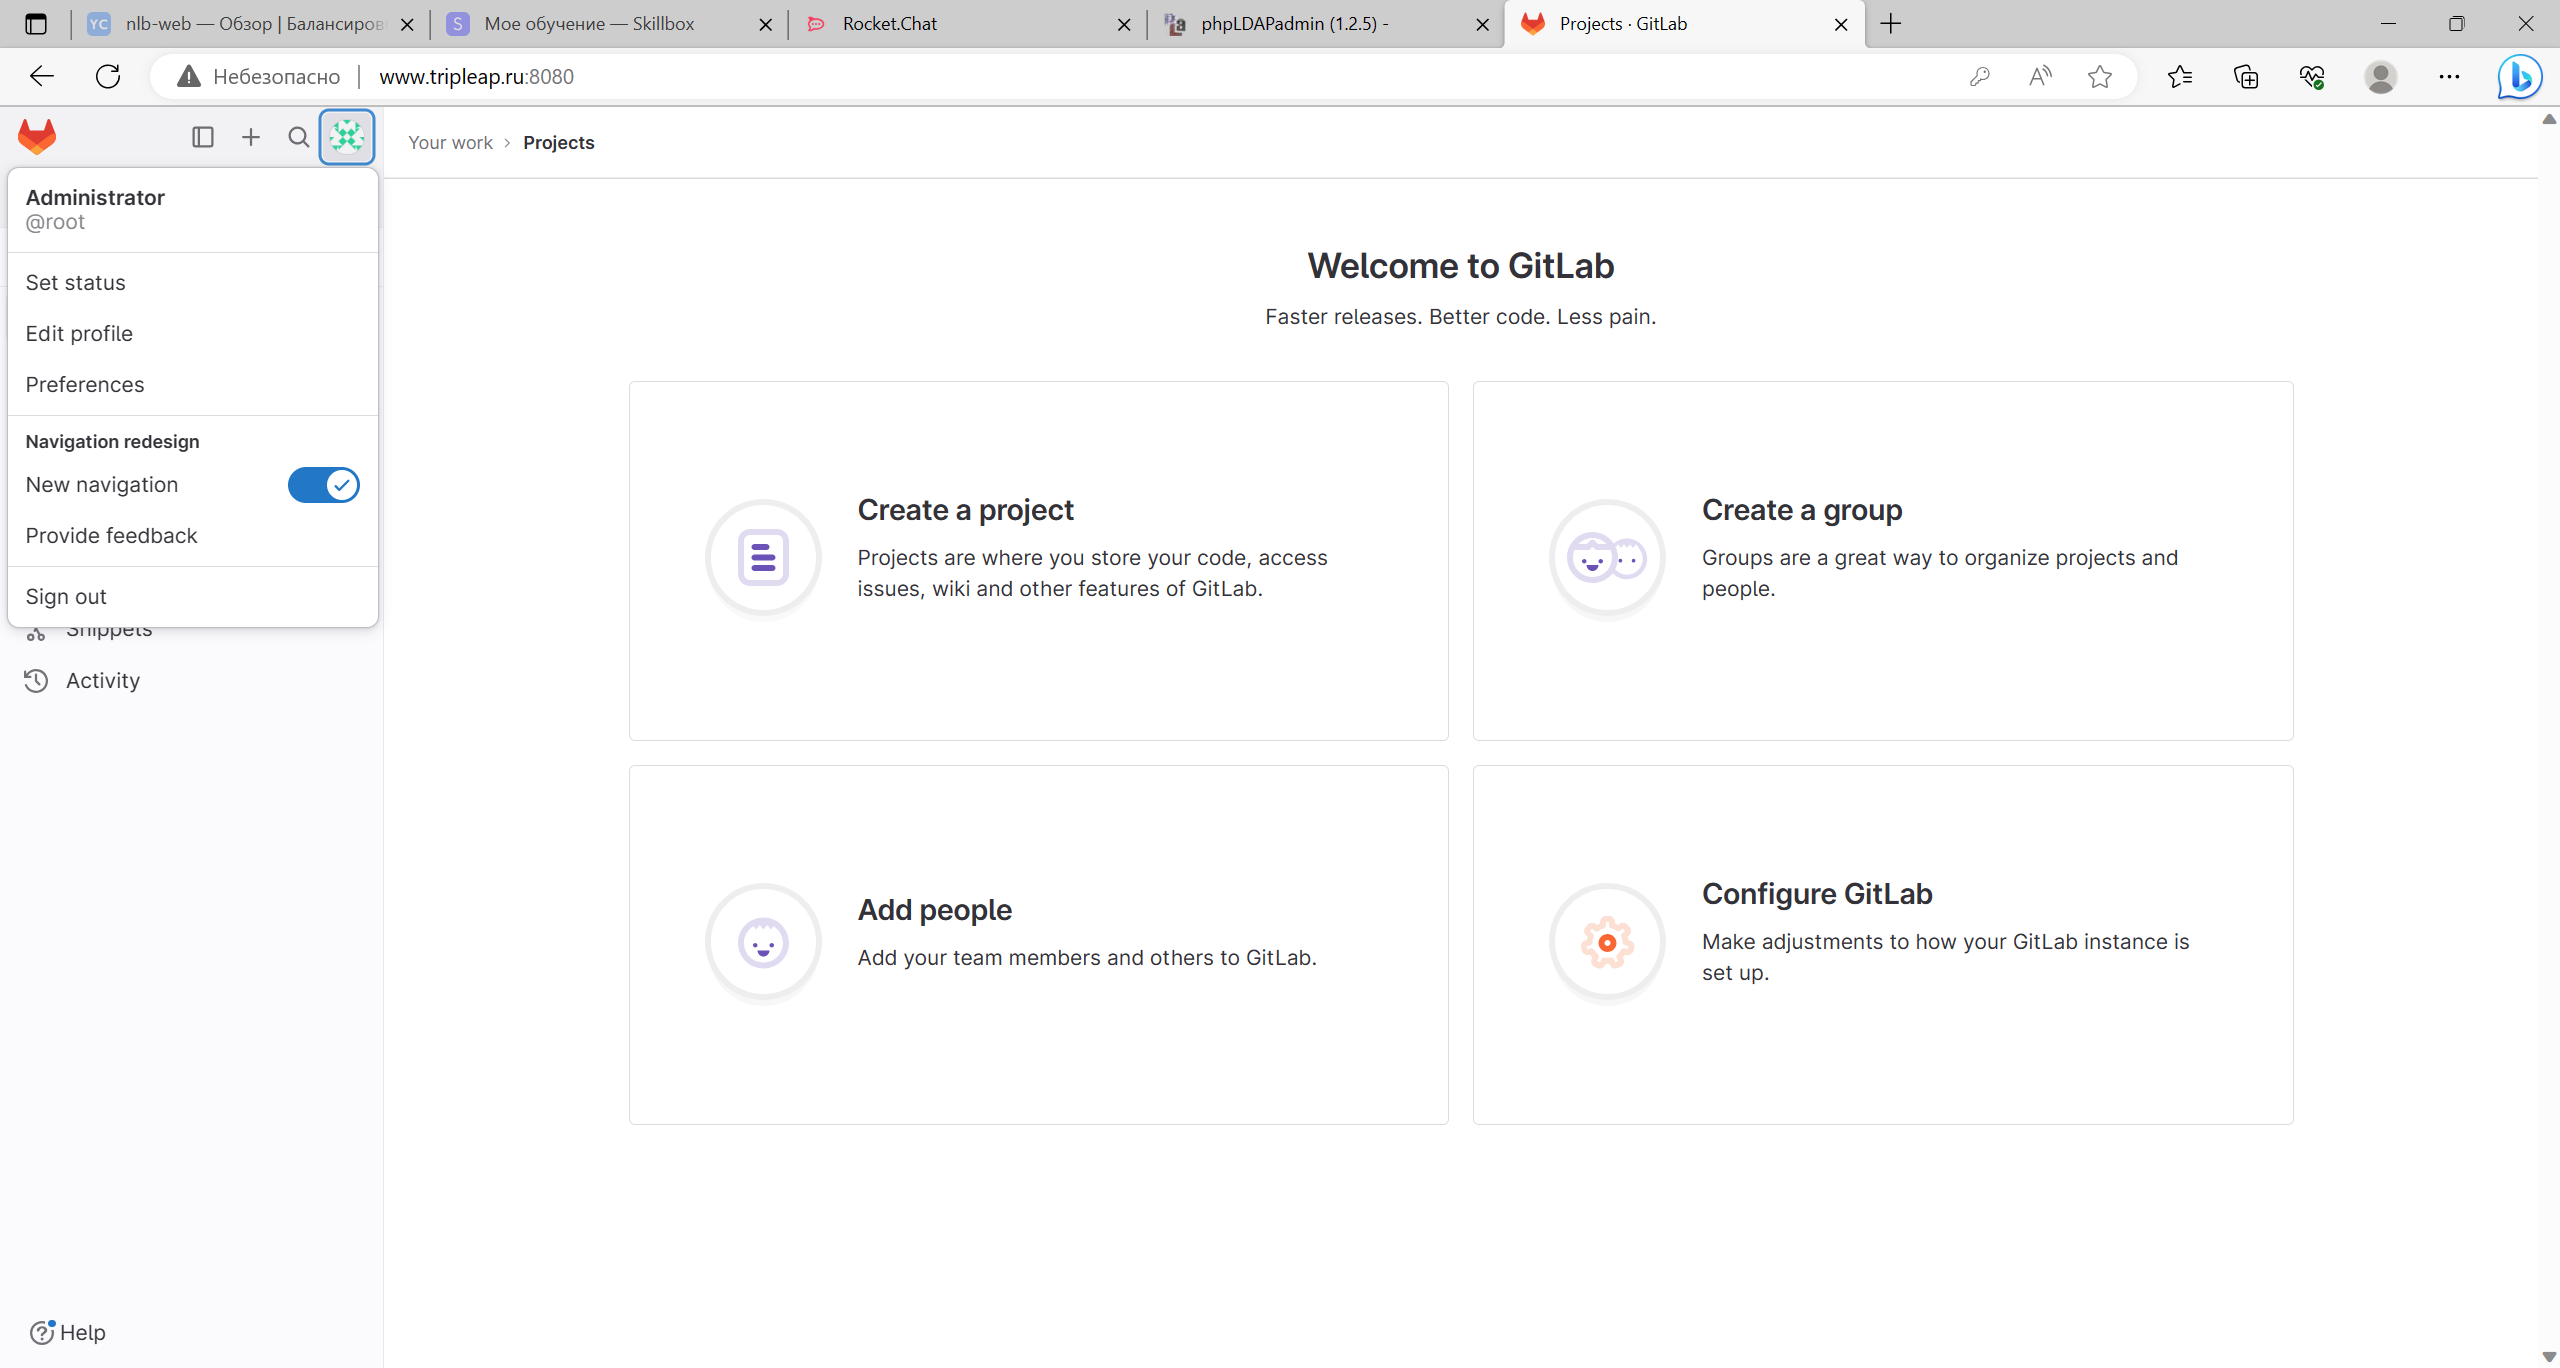 YC nlb-web — Обзор | Балансиров
S Мое обучение — Skillbox
Rocket.Chat
phpLDAPadmin (1.2.5) -
Projects · GitLab
Небезопасно
www.tripleap.ru:8080
Your work › Projects
Administrator
@root
Set status
Edit profile
Preferences
Navigation redesign
New navigation
Provide feedback
Sign out
Snippets
Activity
Help
Welcome to GitLab
Faster releases. Better code. Less pain.
Create a project
Projects are where you store your code, access
issues, wiki and other features of GitLab.
Create a group
Groups are a great way to organize projects and
people.
Add people
Add your team members and others to GitLab.
Configure GitLab
Make adjustments to how your GitLab instance is
set up.